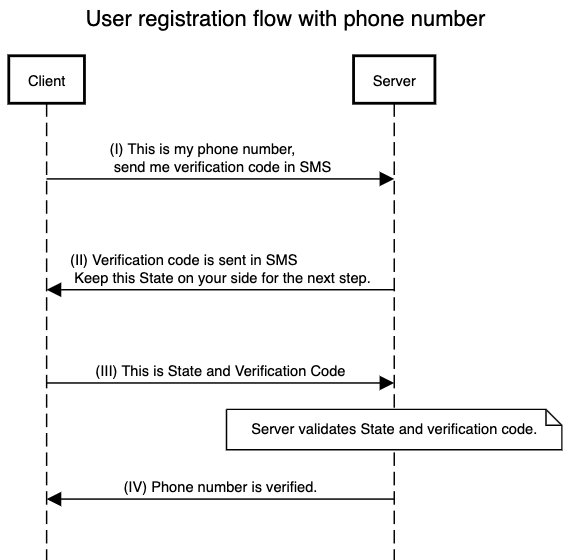 User registration flow with phone number
Client
Server
(I) This is my phone number,
send me verification code in SMS
(II) Verification code is sent in SMS
Keep this State on your side for the next step.
(III) This is State and Verification Code
Server validates State and verification code.
(IV) Phone number is verified.